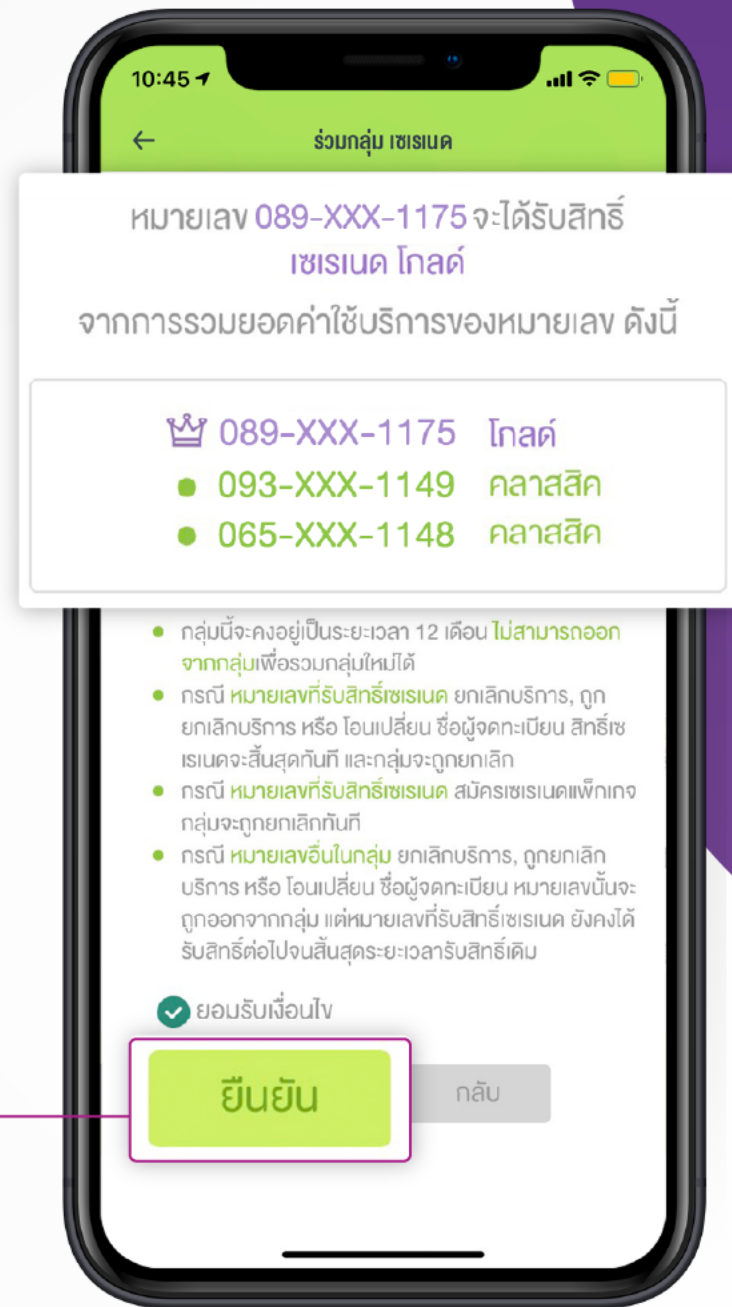 10:45
ร่วมกลุ่ม เซเรเนด
หมายเลข 089-XXX-1175 จะได้รับสิทธิ์
เซเรเนด โกลด์
จากการรวมยอดค่าใช้บริการของหมายเลข ดังนี้
089-XXX-1175 โกลด์
093-XXX-1149 คลาสสิค
065-XXX-1148 คลาสสิค
กลุ่มนี้จะคงอยู่เป็นระยะเวลา 12 เดือน ไม่สามารถออก
จากกลุ่มเพื่อรวมกลุ่มใหม่ได้
กรณี หมายเลขที่รับสิทธิ์เซเรเนด ยกเลิกบริการ, ถูก
ยกเลิกบริการ หรือ โอนเปลี่ยน ชื่อผู้จดทะเบียน สิทธิ์เซ
เรเนดจะสิ้นสุดทันที และกลุ่มจะถูกยกเลิก
กรณี หมายเลขที่รับสิทธิ์เซเรเนด สมัครเซเรเนดแพ็กเกจ
กลุ่มจะถูกยกเลิกทันที
กรณี หมายเลขอื่นในกลุ่ม ยกเลิกบริการ, ถูกยกเลิก
บริการ หรือ โอนเปลี่ยน ชื่อผู้จดทะเบียน หมายเลขนั้นจะ
ถูกออกจากกลุ่ม แต่หมายเลขที่รับสิทธิ์เซเรเนด ยังคงได้
รับสิทธิ์ต่อไปจนสิ้นสุดระยะเวลารับสิทธิ์เดิม
ยอมรับเงื่อนไข
ยืนยัน กลับ